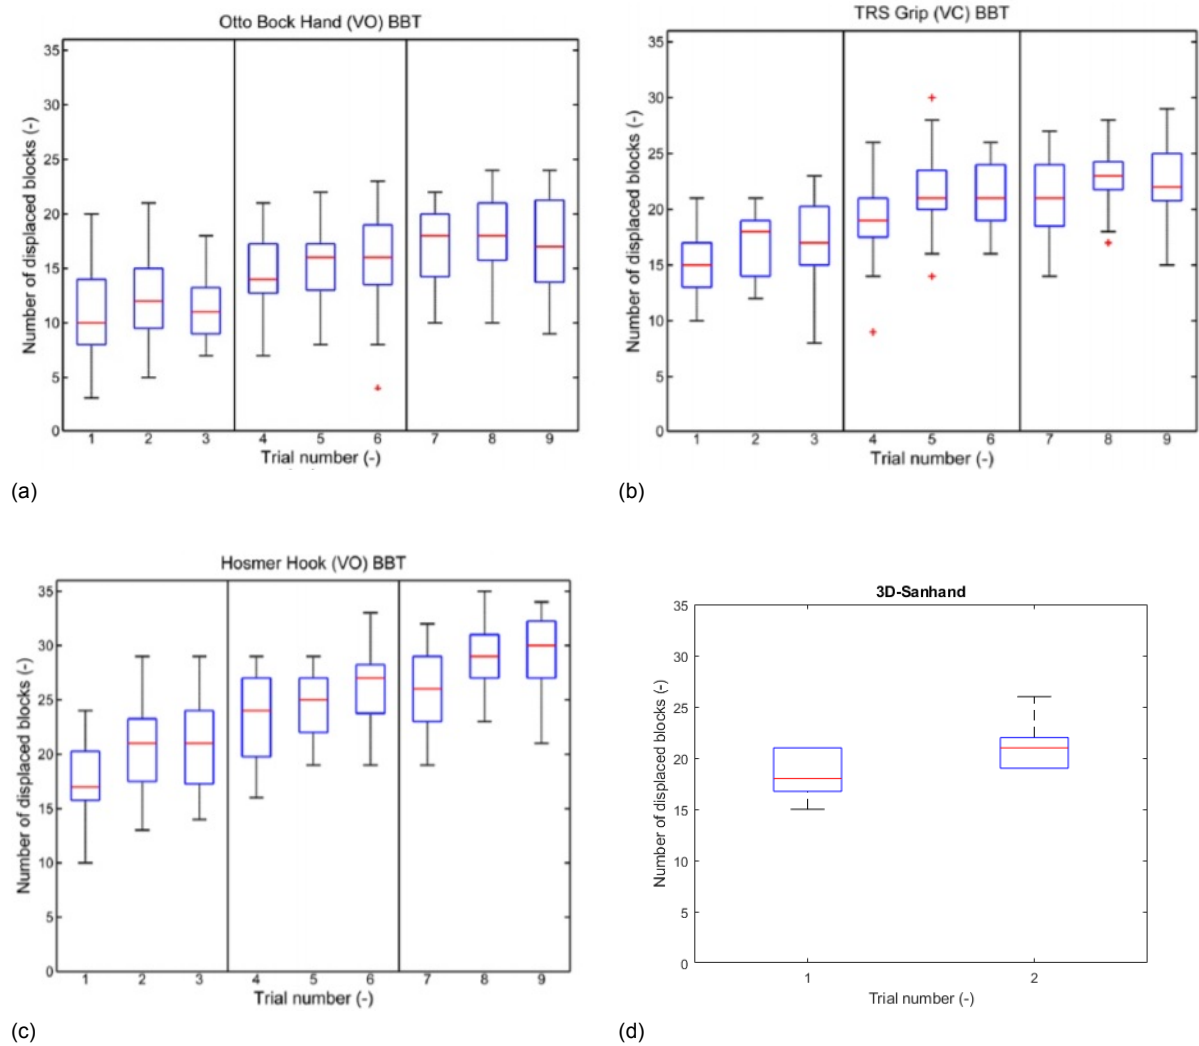 Otto Bock Hand (VO) BBT
Number of displaced blocks (-)
35
30
25
20
15
10
5
0
1 2 3 4 5 6 7 8 9
Trial number (-)
(a)
TRS Grip (VC) BBT
Number of displaced blocks (-)
35
30
25
20
15
10
5
0
1 2 3 4 5 6 7 8 9
Trial number (-)
(b)
Hosmer Hook (VO) BBT
Number of displaced blocks (-)
35
30
25
20
15
10
5
0
1 2 3 4 5 6 7 8 9
Trial number (-)
(c)
3D-Sanhand
Number of displaced blocks (-)
35
30
25
20
15
10
5
0
1 2
Trial number (-)
(d)